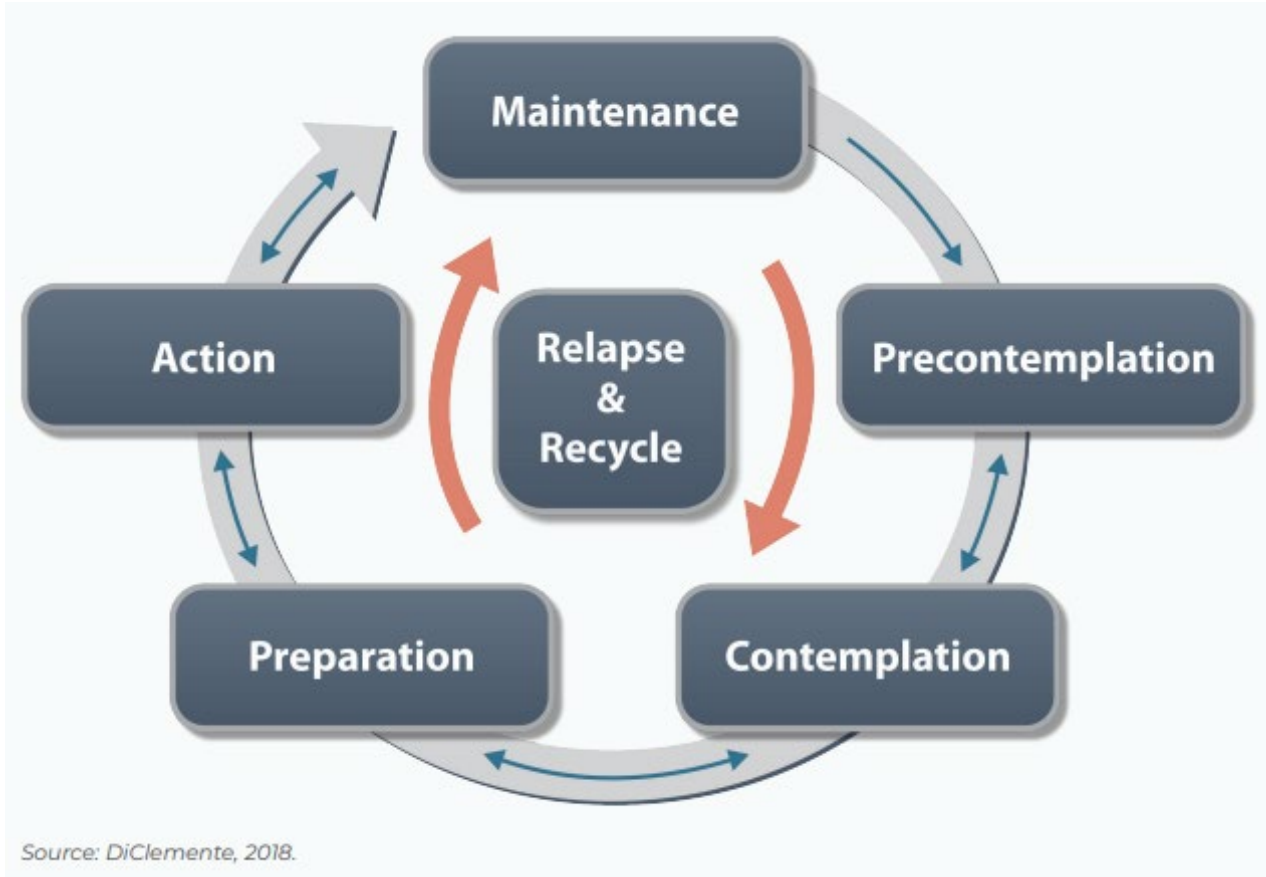 Maintenance
Action
Relapse
&
Recycle
Precontemplation
Preparation
Contemplation
Source: DiClemente, 2018.